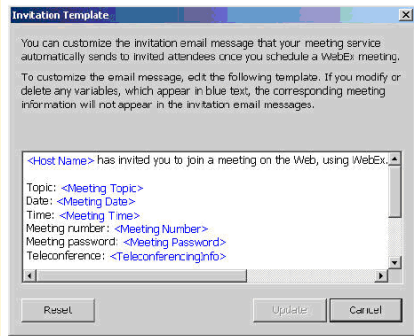 Invitation Template
You can customize the invitation email message that your meeting service
automatically sends to invited attendees once you schedule a WebEx meeting.
To customize the email message, edit the following template. If you modify or
delete any variables, which appear in blue text, the corresponding meeting
information will not appear in the invitation email messages.
<Host Name> has invited you to join a meeting on the Web, using WebEx.
Topic: <Meeting Topic>
Date: <Meeting Date>
Time: <Meeting Time>
Meeting number: <Meeting Number>
Meeting password: <Meeting Password>
Teleconference: <TeleconferencingInfo>
Reset Update Cancel